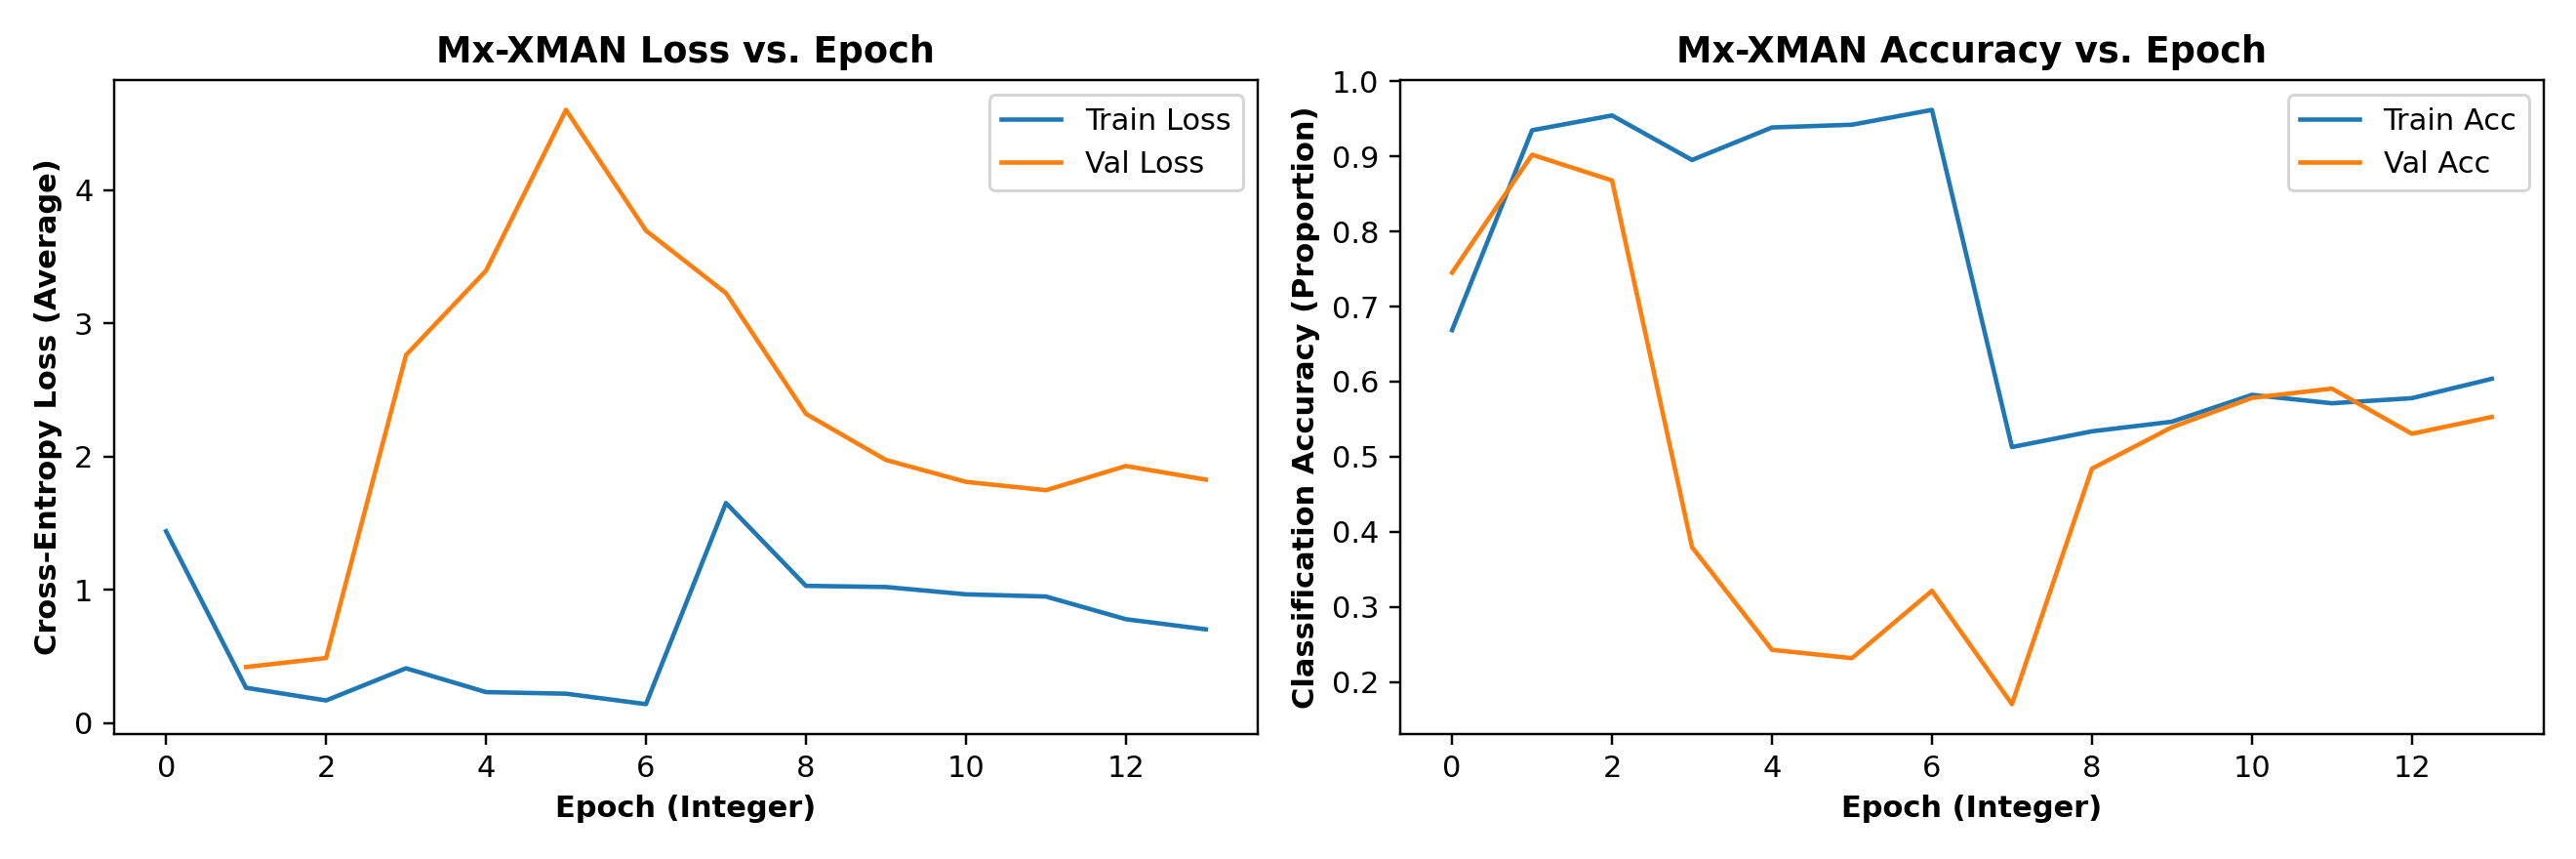 Mx-XMAN Loss vs. Epoch
Cross-Entropy Loss (Average)
4
3
2
1
0
Train Loss
Val Loss
0 2 4 6 8 10 12
Epoch (Integer)
Mx-XMAN Accuracy vs. Epoch
Classification Accuracy (Proportion)
1.0
0.9
0.8
0.7
0.6
0.5
0.4
0.3
0.2
Train Acc
Val Acc
0 2 4 6 8 10 12
Epoch (Integer)